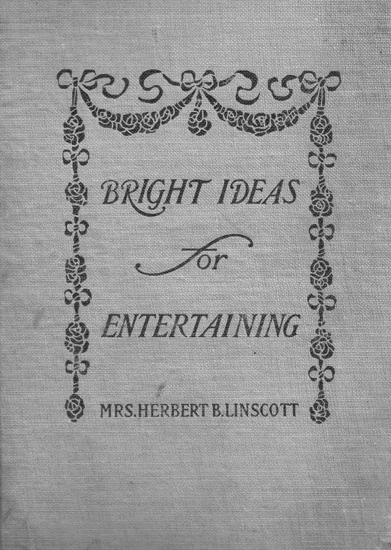 BRIGHT IDEAS
for
ENTERTAINING
MRS. HERBERT B. LINSCOTT